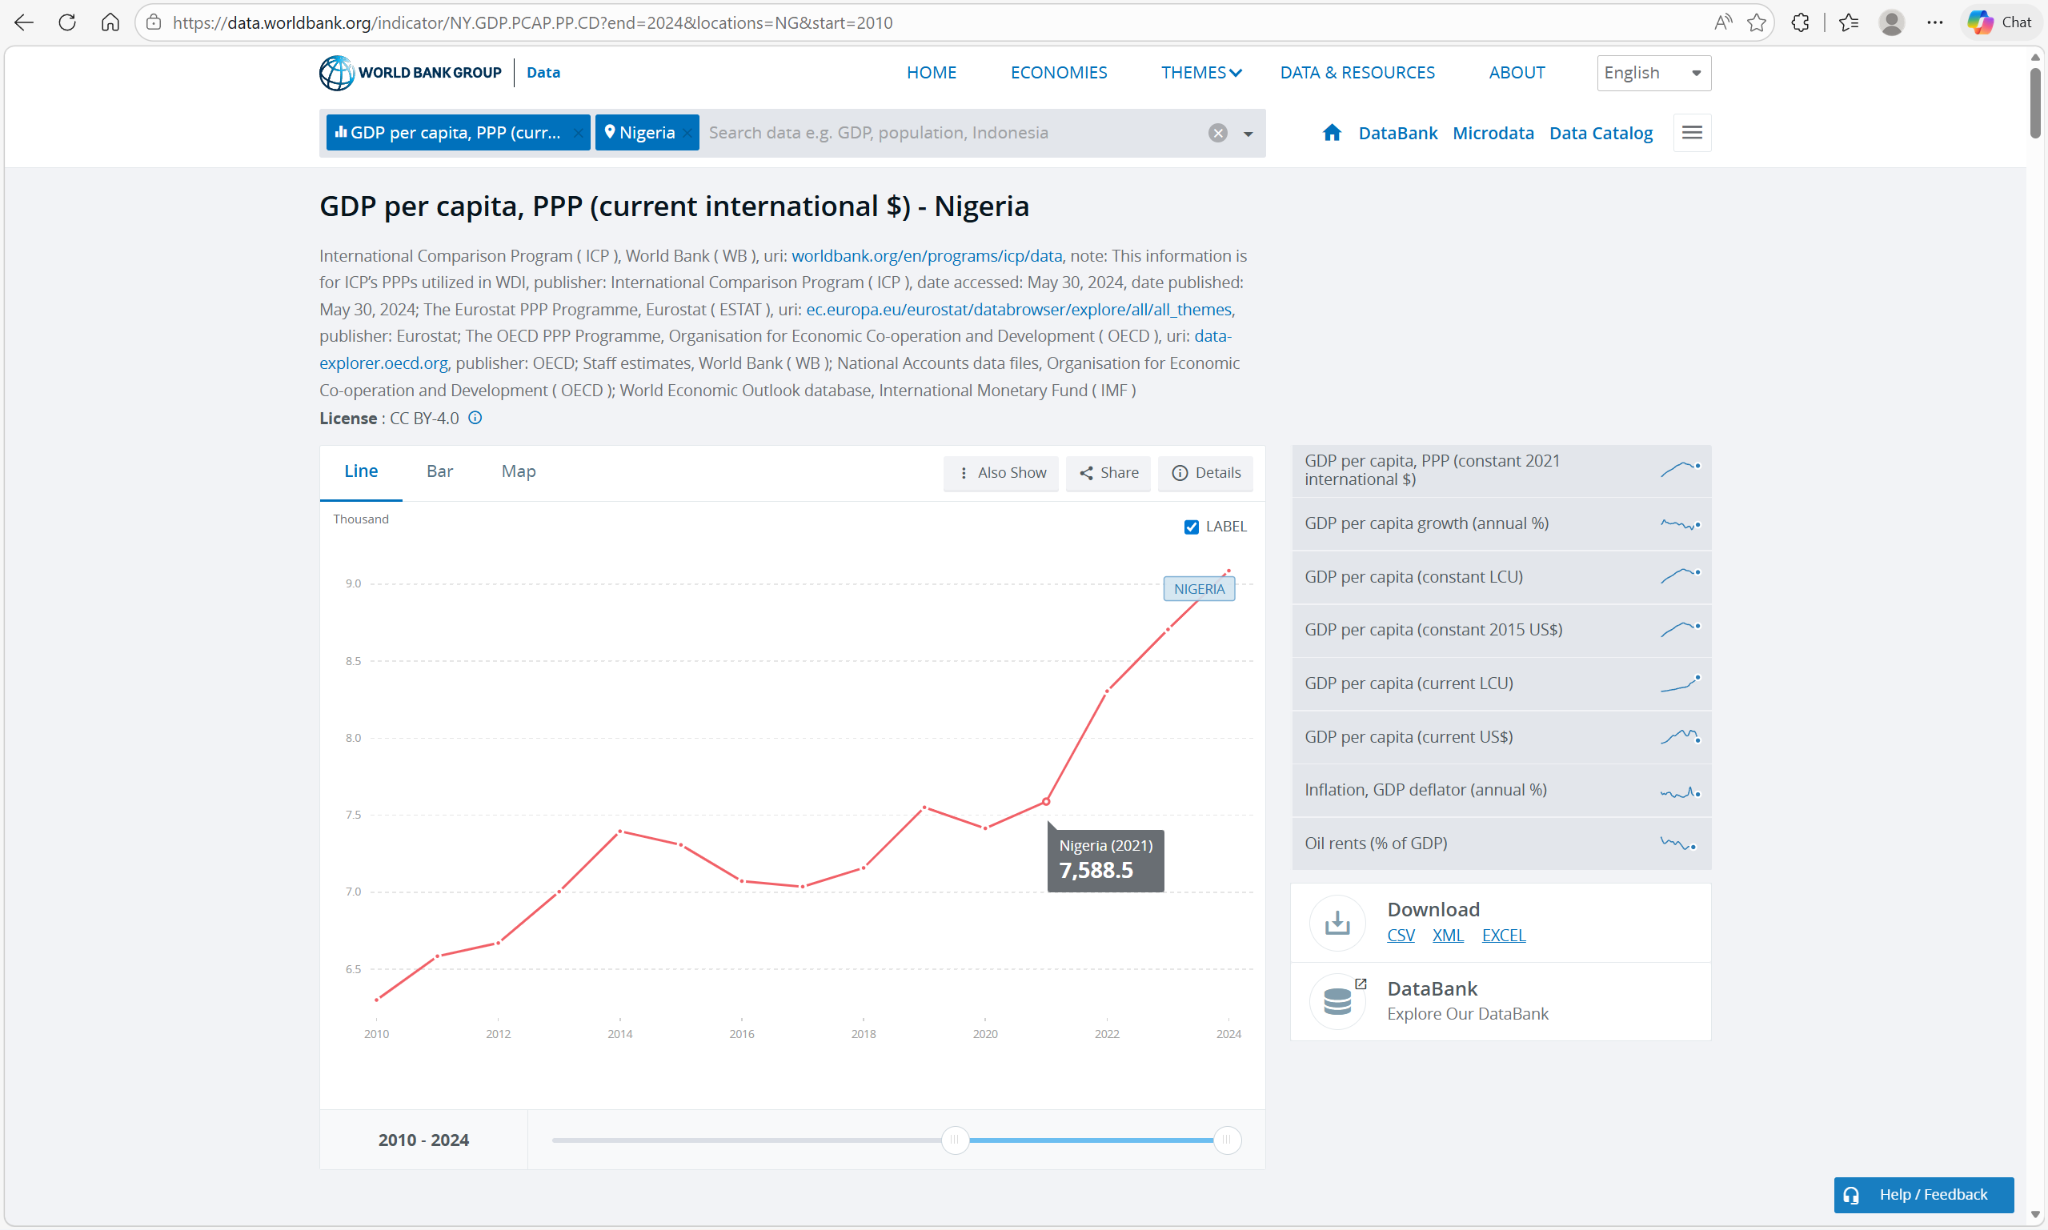 https://data.worldbank.org/indicator/NY.GDP.PCAP.PP.CD?end=2024&locations=NG&start=2010
Chat
WORLD BANK GROUP Data
HOME ECONOMIES THEMES DATA & RESOURCES ABOUT English
GDP per capita, PPP (curr... × Nigeria × Search data e.g. GDP, population, Indonesia
DataBank Microdata Data Catalog
GDP per capita, PPP (current international $) - Nigeria
International Comparison Program ( ICP ), World Bank ( WB ), uri: worldbank.org/en/programs/icp/data, note: This information is
for ICP’s PPPs utilized in WDI, publisher: International Comparison Program ( ICP ), date accessed: May 30, 2024, date published:
May 30, 2024; The Eurostat PPP Programme, Eurostat ( ESTAT ), uri: ec.europa.eu/eurostat/databrowser/explore/all/all_themes,
publisher: Eurostat; The OECD PPP Programme, Organisation for Economic Co-operation and Development ( OECD ), uri: data-
explorer.oecd.org, publisher: OECD; Staff estimates, World Bank ( WB ); National Accounts data files, Organisation for Economic
Co-operation and Development ( OECD ); World Economic Outlook database, International Monetary Fund ( IMF )
License : CC BY-4.0
Line Bar Map Also Show Share Details
Thousand
LABEL
9.0
NIGERIA
8.5
8.0
7.5
Nigeria (2021)
7,588.5
7.0
6.5
2010 2012 2014 2016 2018 2020 2022 2024
2010 - 2024
GDP per capita, PPP (constant 2021
international $)
GDP per capita growth (annual %)
GDP per capita (constant LCU)
GDP per capita (constant 2015 US$)
GDP per capita (current LCU)
GDP per capita (current US$)
Inflation, GDP deflator (annual %)
Oil rents (% of GDP)
Download
CSV XML EXCEL
DataBank
Explore Our DataBank
Help / Feedback